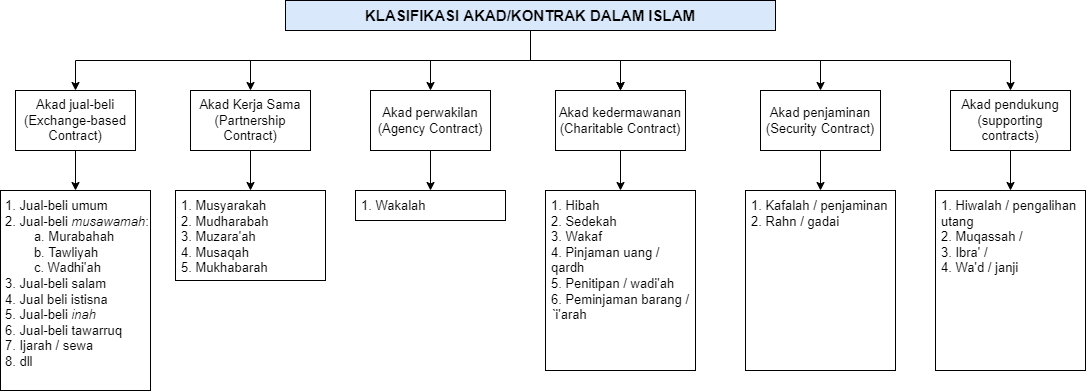 KLASIFIKASI AKAD/KONTRAK DALAM ISLAM
Akad jual-beli
(Exchange-based
Contract)
Akad Kerja Sama
(Partnership
Contract)
Akad perwakilan
(Agency Contract)
Akad kedermawanan
(Charitable Contract)
Akad penjaminan
(Security Contract)
Akad pendukung
(supporting
contracts)
1. Jual-beli umum
2. Jual-beli musawamah:
a. Murabahah
b. Tawliyah
c. Wadhi'ah
3. Jual-beli salam
4. Jual beli istisna
5. Jual-beli inah
6. Jual-beli tawarruq
7. Ijarah / sewa
8. dll
1. Musyarakah
2. Mudharabah
3. Muzara'ah
4. Musaqah
5. Mukhabarah
1. Wakalah
1. Hibah
2. Sedekah
3. Wakaf
4. Pinjaman uang /
qardh
5. Penitipan / wadi'ah
6. Peminjaman barang /
`i'arah
1. Kafalah / penjaminan
2. Rahn / gadai
1. Hiwalah / pengalihan
utang
2. Muqassah /
3. Ibra' /
4. Wa'd / janji